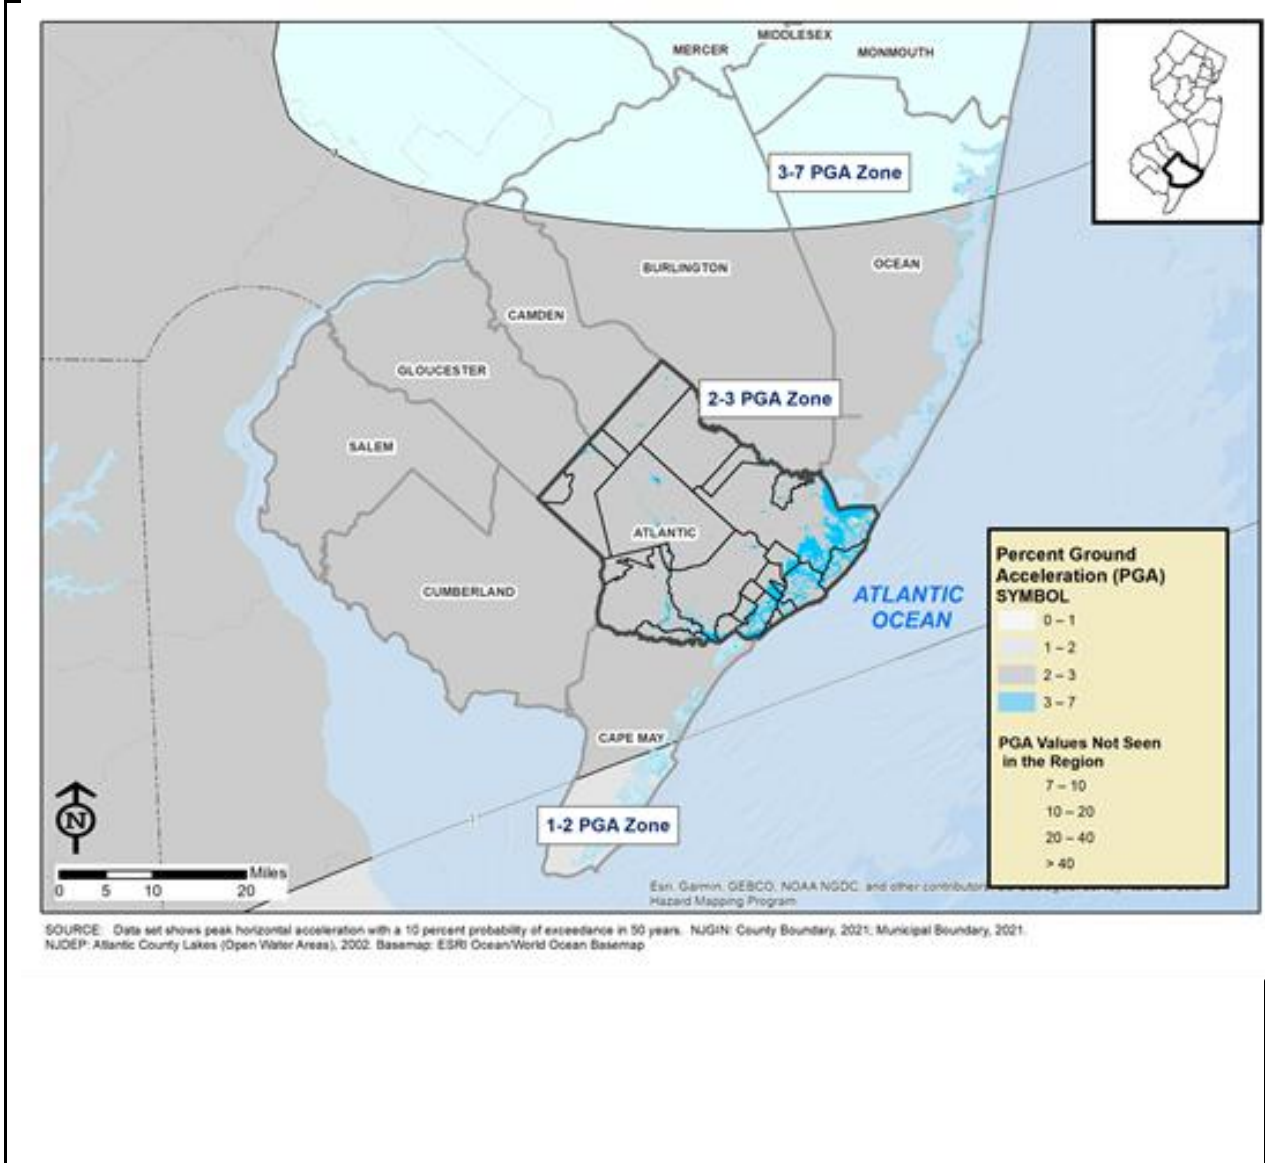 MERCER
MIDDLESEX
MONMOUTH
3-7 PGA Zone
BURLINGTON
OCEAN
CAMDEN
GLOUCESTER
2-3 PGA Zone
SALEM
ATLANTIC
CUMBERLAND
ATLANTIC
OCEAN
CAPE MAY
1-2 PGA Zone
Percent Ground
Acceleration (PGA)
SYMBOL
0 – 1
1 – 2
2 – 3
3 – 7
PGA Values Not Seen
in the Region
7 – 10
10 – 20
20 – 40
> 40
N
Miles
0 5 10 20
Esri, Garmin, GEBCO, NOAA NGDC, and other contributors
Hazard Mapping Program
SOURCE: Data set shows peak horizontal acceleration with a 10 percent probability of exceedance in 50 years. NJGIN: County Boundary, 2021; Municipal Boundary, 2021.
NJDEP: Atlantic County Lakes (Open Water Areas), 2002. Basemap: ESRI Ocean/World Ocean Basemap